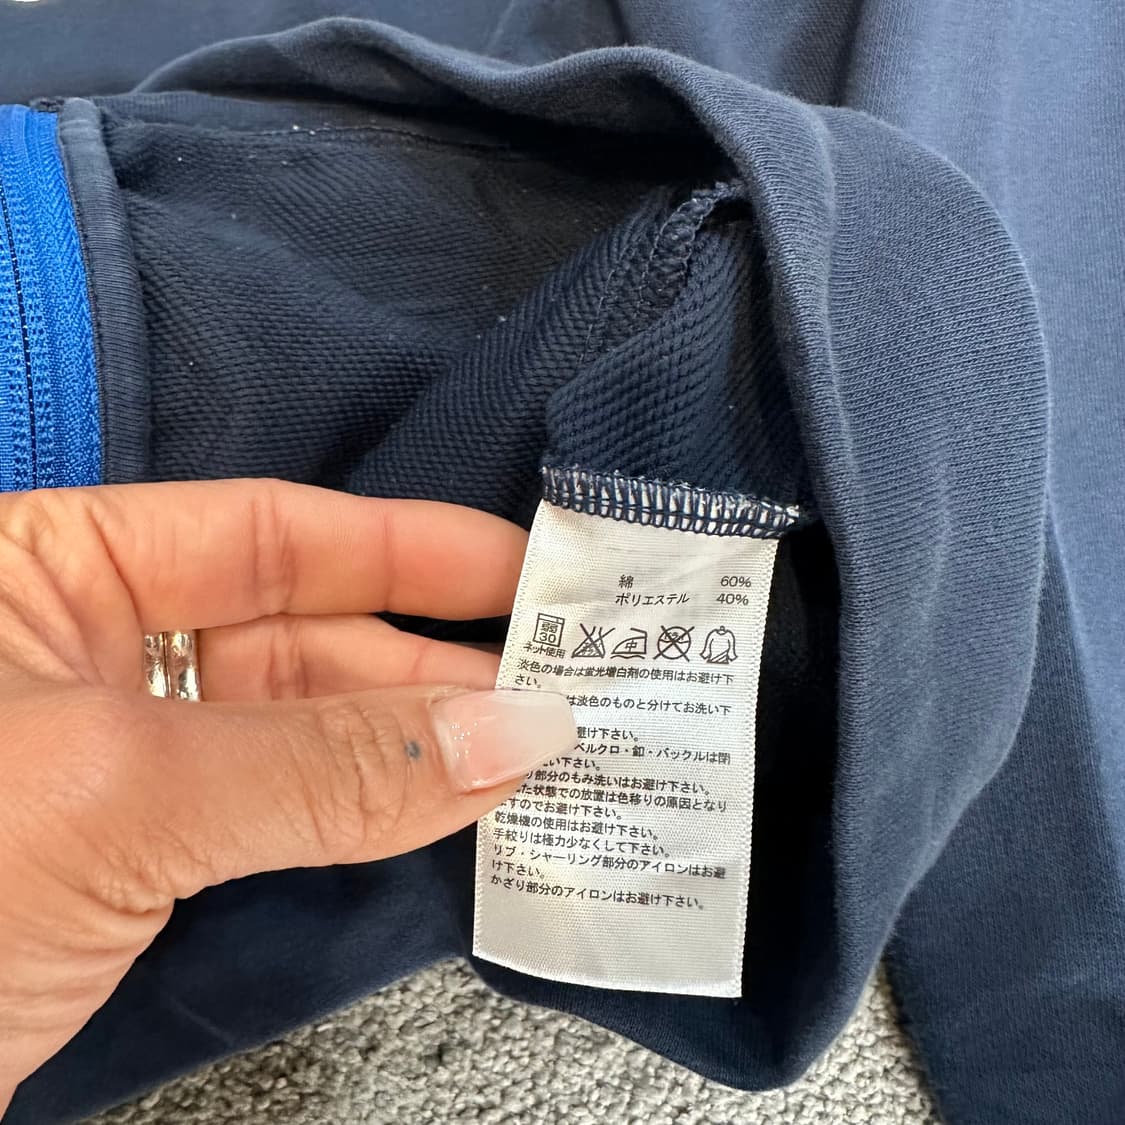 綿 60%
ポリエステル 40%
弱
30
中
ネット使用
淡色の場合は蛍光増白剤の使用はお避け下
さい。
は淡色のものと分けてお洗い下
避け下さい。
ベルクロ・釦・バックルは閉
い下さい。
部分のもみ洗いはお避け下さい。
た状態での放置は色移りの原因となり
すのでお避け下さい。
乾燥機の使用はお避け下さい。
手絞りは極力少なくして下さい。
リブ・シャーリング部分のアイロンはお避
け下さい。
かざり部分のアイロンはお避け下さい。